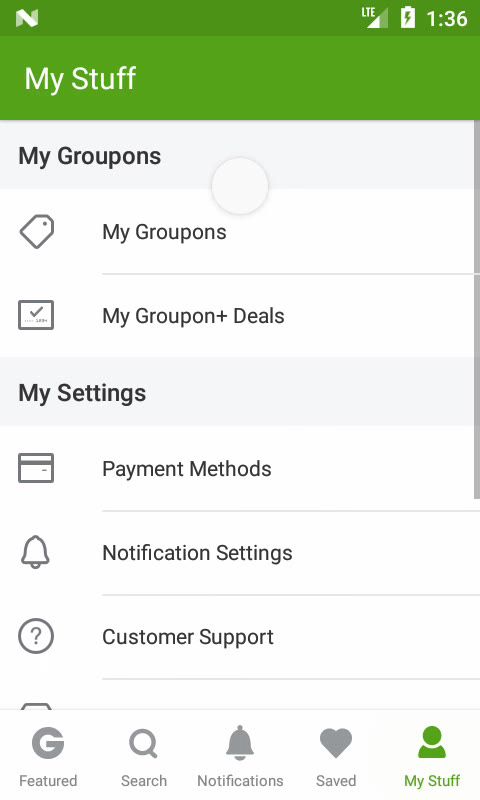 LTE 1:36
My Stuff
My Groupons
My Groupons
My Groupon+ Deals
My Settings
Payment Methods
Notification Settings
Customer Support
Featured Search Notifications Saved My Stuff